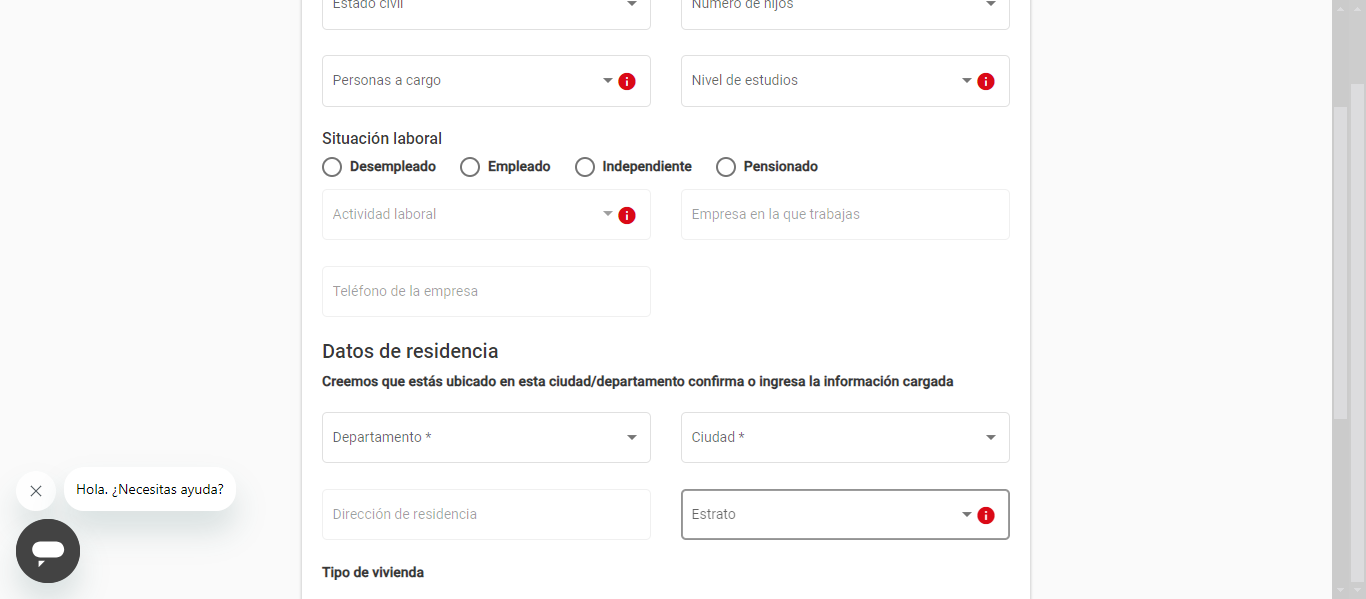 Estado civil
Número de hijos
Personas a cargo
Nivel de estudios
Situación laboral
Desempleado
Empleado
Independiente
Pensionado
Actividad laboral
Empresa en la que trabajas
Teléfono de la empresa
Datos de residencia
Creemos que estás ubicado en esta ciudad/departamento confirma o ingresa la información cargada
Departamento *
Ciudad *
Hola. ¿Necesitas ayuda?
Dirección de residencia
Estrato
Tipo de vivienda